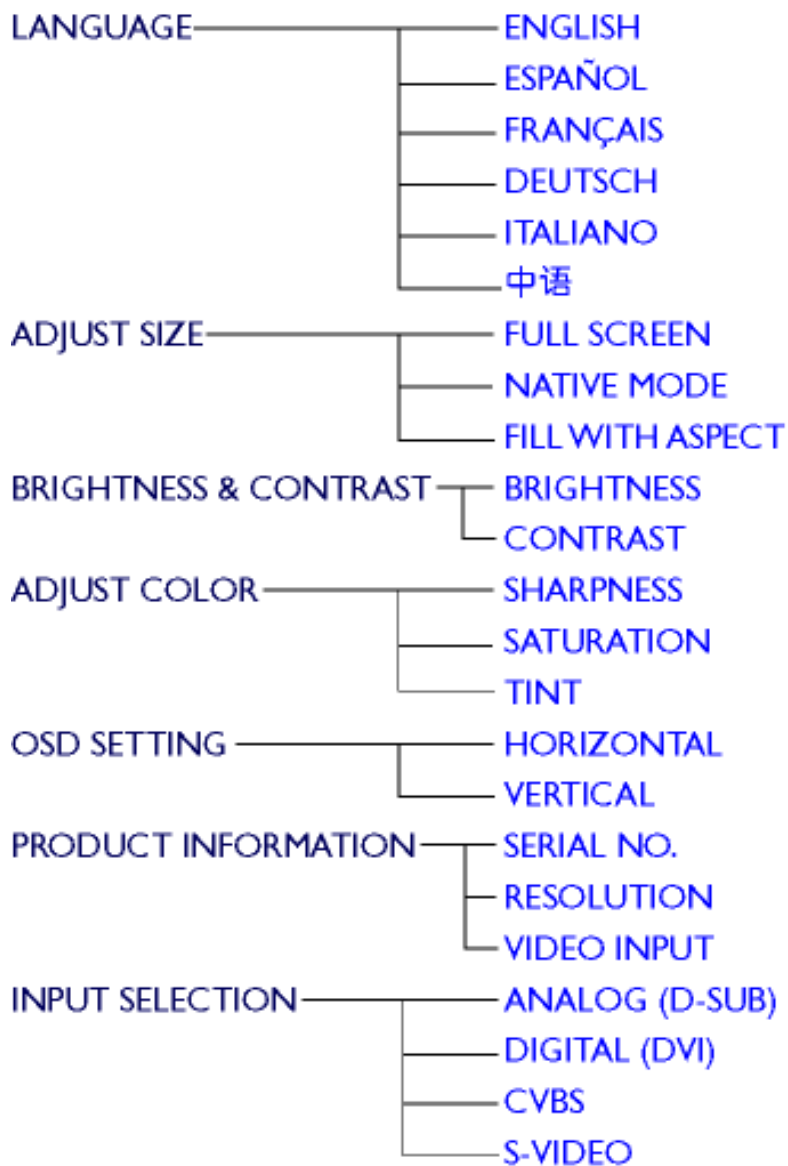 LANGUAGE ENGLISH
ESPAÑOL
FRANÇAIS
DEUTSCH
ITALIANO
中语
ADJUST SIZE FULL SCREEN
NATIVE MODE
FILL WITH ASPECT
BRIGHTNESS & CONTRAST BRIGHTNESS
CONTRAST
ADJUST COLOR SHARPNESS
SATURATION
TINT
OSD SETTING HORIZONTAL
VERTICAL
PRODUCT INFORMATION SERIAL NO.
RESOLUTION
VIDEO INPUT
INPUT SELECTION ANALOG (D-SUB)
DIGITAL (DVI)
CVBS
S-VIDEO